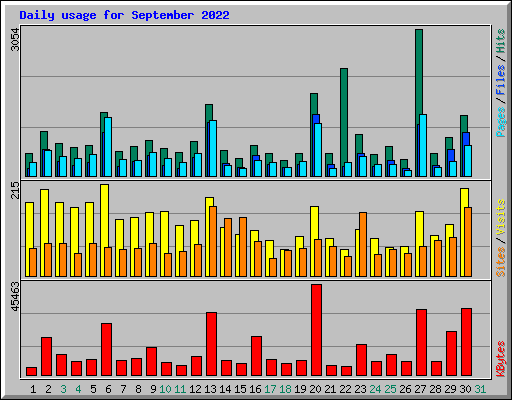 Daily usage for September 2022
3054
215
45463
Pages / Files / Hits
Sites / Visits
KBytes
1 2 3 4 5 6 7 8 9 10 11 12 13 14 15 16 17 18 19 20 21 22 23 24 25 26 27 28 29 30 31